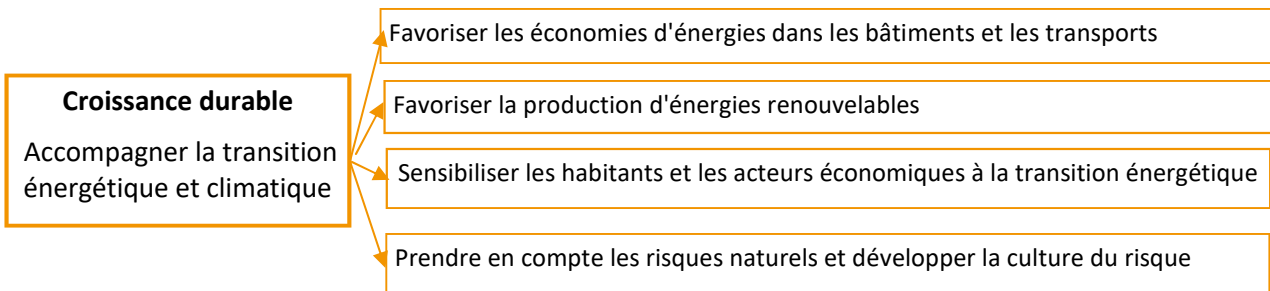 Croissance durable
Accompagner la transition
énergétique et climatique
Favoriser les économies d'énergies dans les bâtiments et les transports
Favoriser la production d'énergies renouvelables
Sensibiliser les habitants et les acteurs économiques à la transition énergétique
Prendre en compte les risques naturels et développer la culture du risque